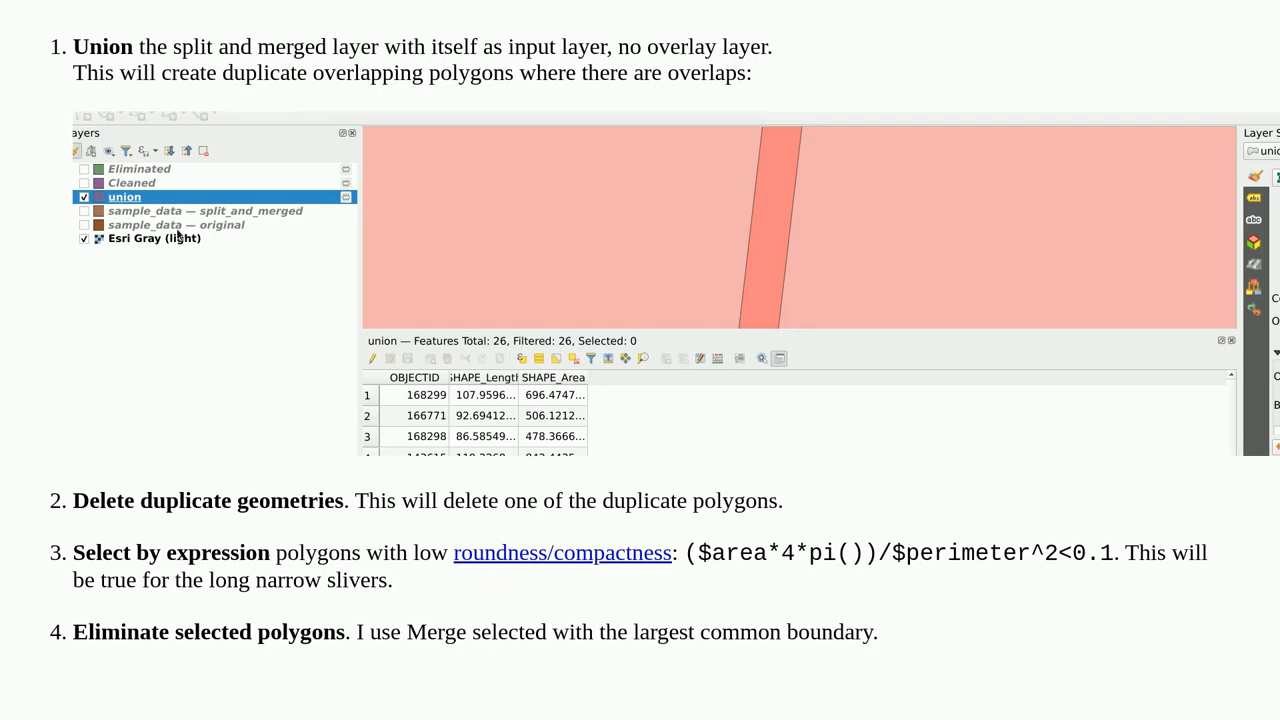 1. Union the split and merged layer with itself as input layer, no overlay layer.
This will create duplicate overlapping polygons where there are overlaps:
ayers
Layer S
Eliminated
Cleaned
union
sample_data — split_and_merged
sample_data — original
Esri Gray (light)
unio
abc
abc
union — Features Total: 26, Filtered: 26, Selected: 0
OBJECTID SHAPE_Length SHAPE_Area
1 168299 107.9596... 696.4747...
2 166771 92.69412... 506.1212...
3 168298 86.58549... 478.3666...
2. Delete duplicate geometries. This will delete one of the duplicate polygons.
3. Select by expression polygons with low roundness/compactness: ($area*4*pi())/$perimeter^2<0.1. This will
be true for the long narrow slivers.
4. Eliminate selected polygons. I use Merge selected with the largest common boundary.